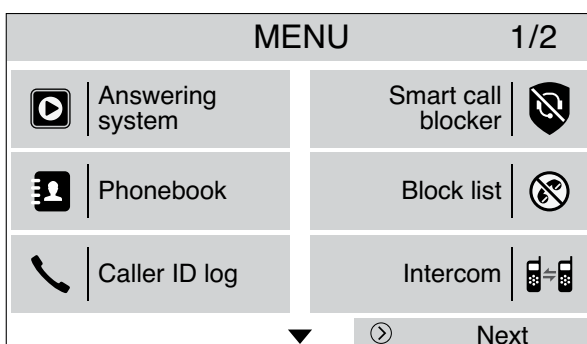 MENU 1/2
Answering
system
Smart call
blocker
Phonebook
Block list
Caller ID log
Intercom
Next